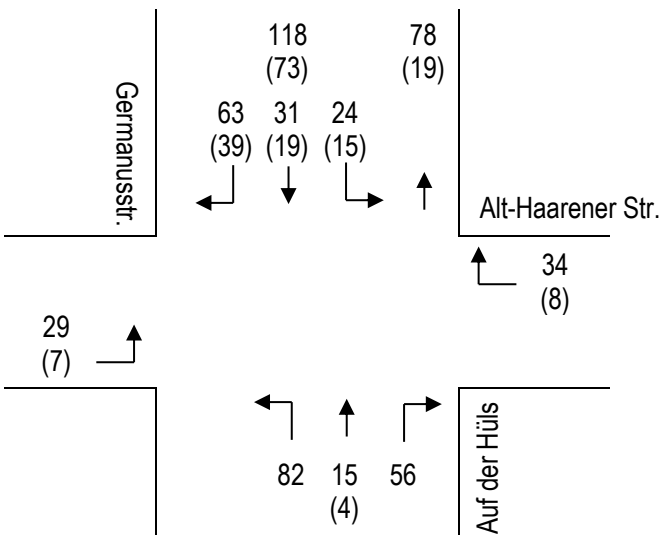 118 78
(73) (19)
63 31 24
(39) (19) (15)
Germanusstr.
Alt-Haarener Str.
34
(8)
29
(7)
82 15 56
(4)
Auf der Hüls